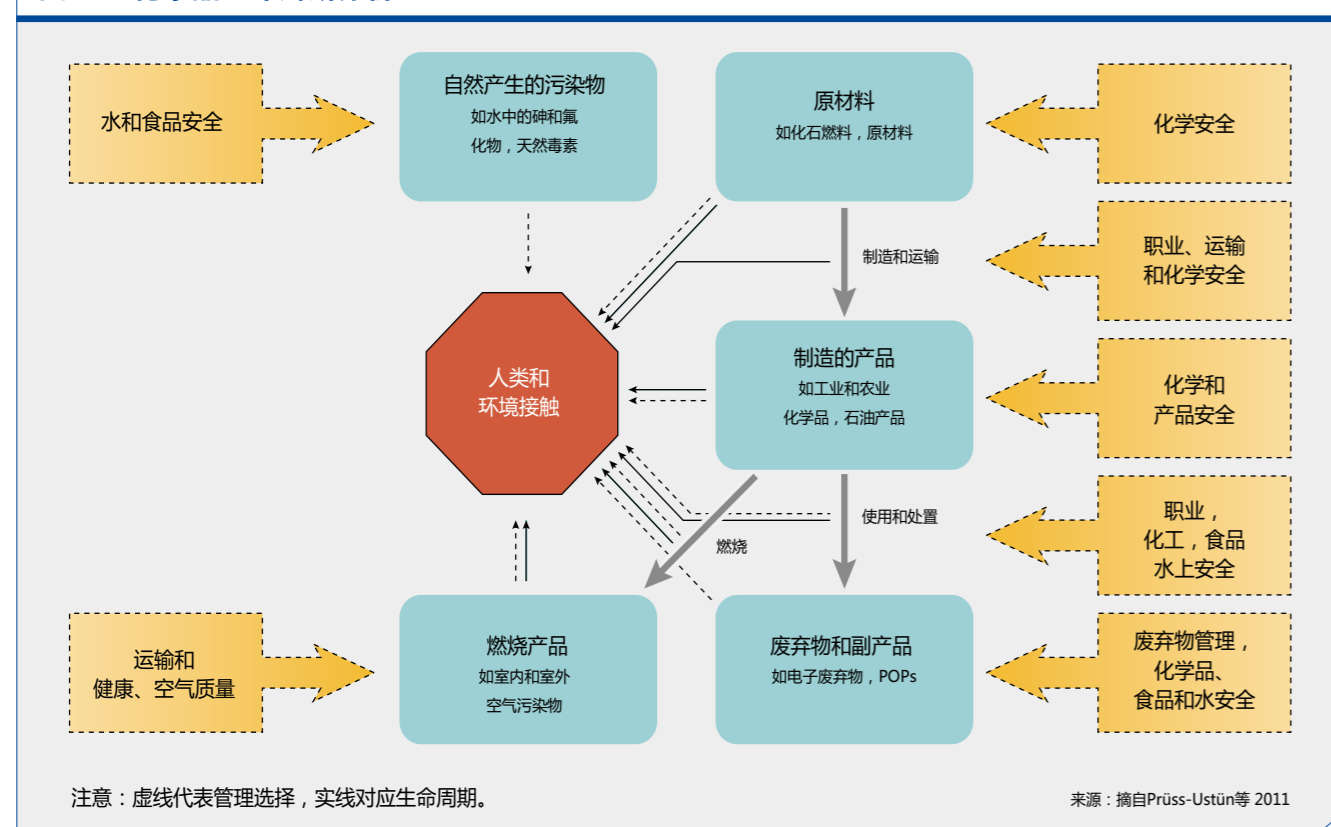 水和食品安全
自然产生的污染物
如水中的砷和氟
化物，天然毒素
原材料
如化石燃料，原材料
化学安全
制造和运输
职业、运输
和化学安全
人类和
环境接触
制造的产品
如工业和农业
化学品，石油产品
化学和
产品安全
使用和处置
燃烧
职业，
化工，食品
水上安全
运输和
健康、空气质量
燃烧产品
如室内和室外
空气污染物
废弃物和副产品
如电子废弃物，POPs
废弃物管理，
化学品、
食品和水安全
注意：虚线代表管理选择，实线对应生命周期。
来源：摘自Prüss-Ustün等 2011